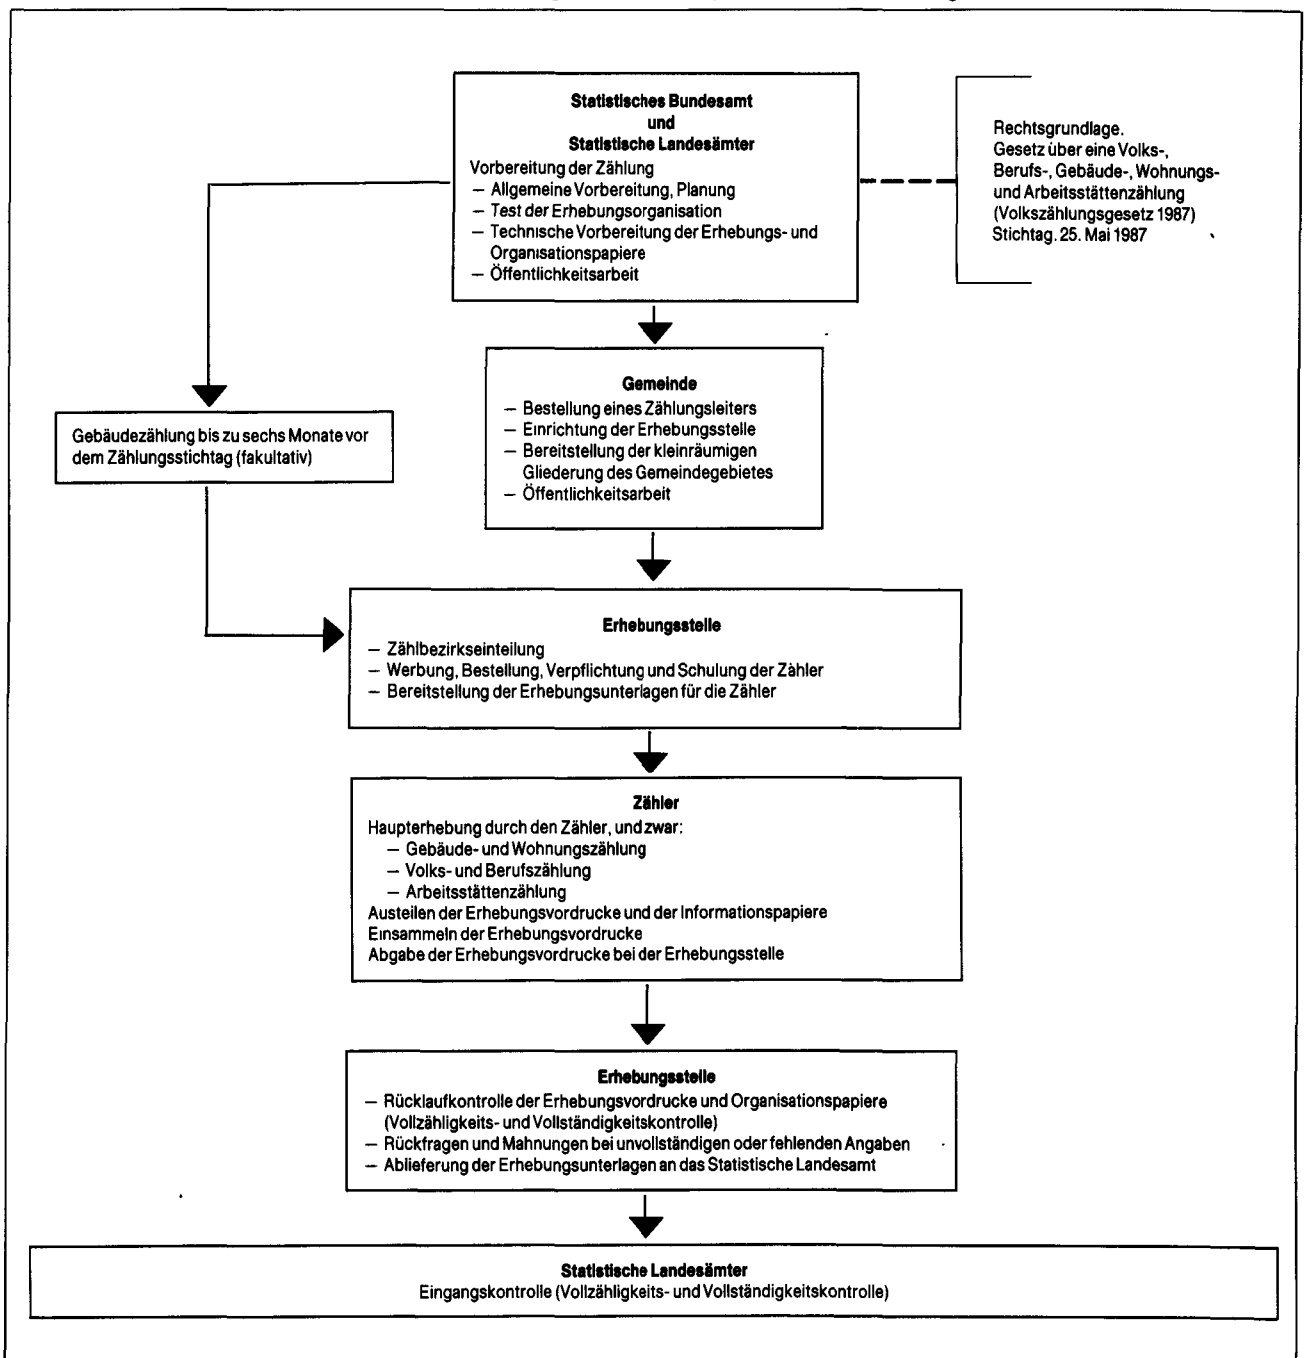 Statistisches Bundesamt
und
Statistische Landesämter
Vorbereitung der Zählung
— Allgemeine Vorbereitung, Planung
— Test der Erhebungsorganisation
— Technische Vorbereitung der Erhebungs- und
Organisationspapiere
— Öffentlichkeitsarbeit
Rechtsgrundlage.
Gesetz über eine Volks-,
Berufs-, Gebäude-, Wohnungs-
und Arbeitsstättenzählung
(Volkszählungsgesetz 1987)
Stichtag. 25. Mai 1987
Gemeinde
— Bestellung eines Zählungsleiters
— Einrichtung der Erhebungsstelle
— Bereitstellung der kleinräumigen
Gliederung des Gemeindegebietes
— Öffentlichkeitsarbeit
Gebäudezählung bis zu sechs Monate vor
dem Zählungsstichtag (fakultativ)
Erhebungsstelle
— Zählbezirkseinteilung
— Werbung, Bestellung, Verpflichtung und Schulung der Zähler
— Bereitstellung der Erhebungsunterlagen für die Zähler
Zähler
Haupterhebung durch den Zähler, und zwar:
— Gebäude- und Wohnungszählung
— Volks- und Berufszählung
— Arbeitsstättenzählung
Austeilen der Erhebungsvordrucke und der Informationspapiere
Einsammeln der Erhebungsvordrucke
Abgabe der Erhebungsvordrucke bei der Erhebungsstelle
Erhebungsstelle
— Rücklaufkontrolle der Erhebungsvordrucke und Organisationspapiere
(Vollzähligkeits- und Vollständigkeitskontrolle)
— Rückfragen und Mahnungen bei unvollständigen oder fehlenden Angaben
— Ablieferung der Erhebungsunterlagen an das Statistische Landesamt
Statistische Landesämter
Eingangskontrolle (Vollzähligkeits- und Vollständigkeitskontrolle)